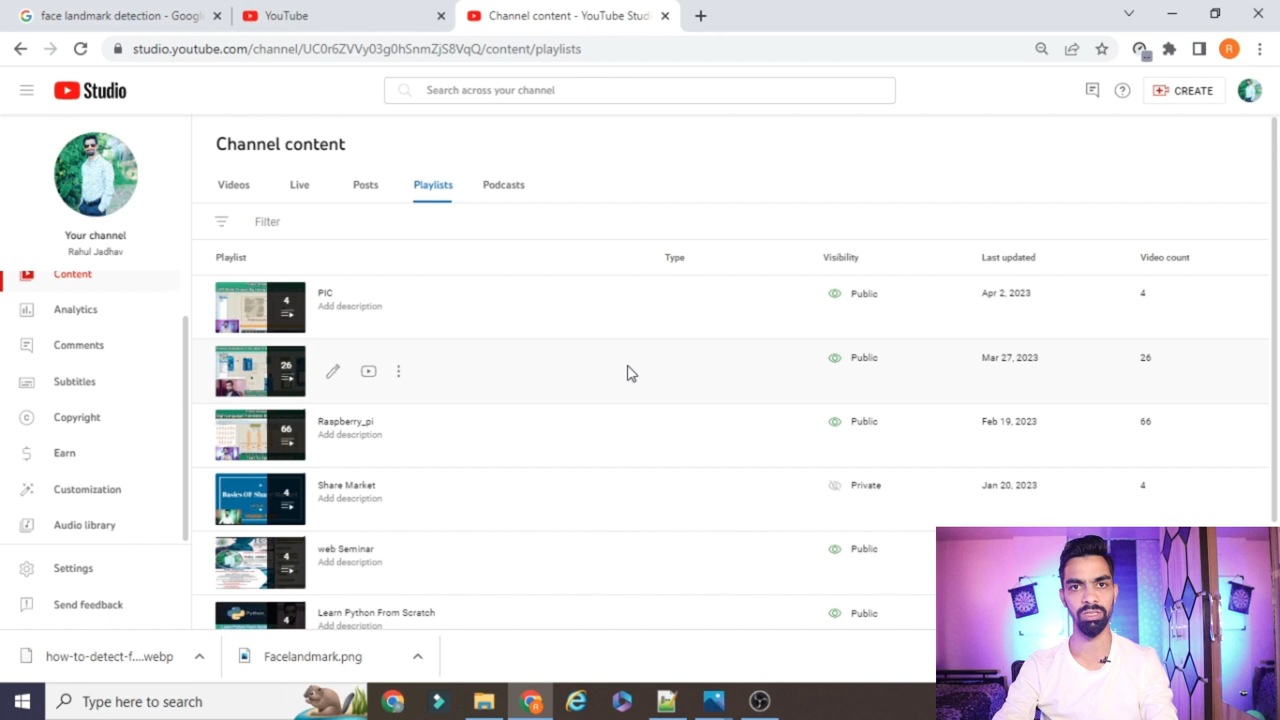 face landmark detection - Goog
YouTube
Channel content - YouTube Studi
studio.youtube.com/channel/UC0r6ZVVy03g0hSnmZjS8VqQ/content/playlists
R
Studio
Search across your channel
CREATE
Your channel
Rahul Jadhav
Content
Analytics
Comments
Subtitles
Copyright
Earn
Customization
Audio library
Settings
Send feedback
Channel content
Videos Live Posts Playlists Podcasts
Filter
Playlist Type Visibility Last updated Video count
4 PIC Public Apr 2, 2023 4
Add description
26 Public Mar 27, 2023 26
66 Raspberry_pi Public Feb 19, 2023 66
Add description
Basics OF Share
4 Share Market Private Jan 20, 2023 4
Add description
4 web Seminar Public
Add description
4 Learn Python From Scratch Public
Add description
how-to-detect-f....webp
Facelandmark.png
Type here to search